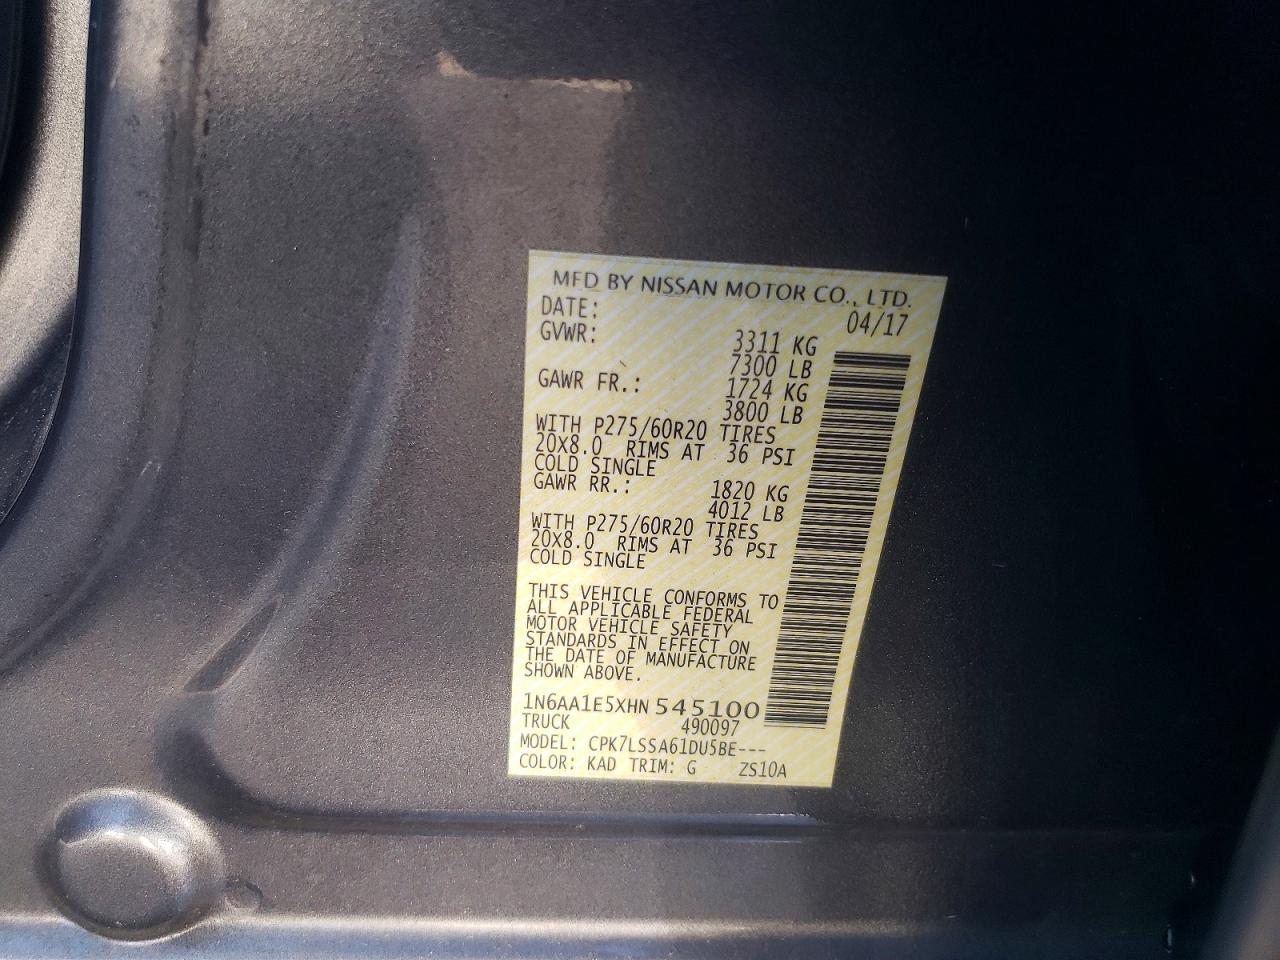 MFD BY NISSAN MOTOR CO., LTD.
DATE: 04/17
GVWR: 3311 KG
7300 LB
GAWR FR.: 1724 KG
3800 LB
WITH P275/60R20 TIRES
20X8.0 RIMS AT 36 PSI
COLD SINGLE
GAWR RR.: 1820 KG
4012 LB
WITH P275/60R20 TIRES
20X8.0 RIMS AT 36 PSI
COLD SINGLE
THIS VEHICLE CONFORMS TO
ALL APPLICABLE FEDERAL
MOTOR VEHICLE SAFETY
STANDARDS IN EFFECT ON
THE DATE OF MANUFACTURE
SHOWN ABOVE.
1N6AA1E5XHN 545100
TRUCK 490097
MODEL: CPK7LSSA61DU5BE---
COLOR: KAD TRIM: G ZS10A